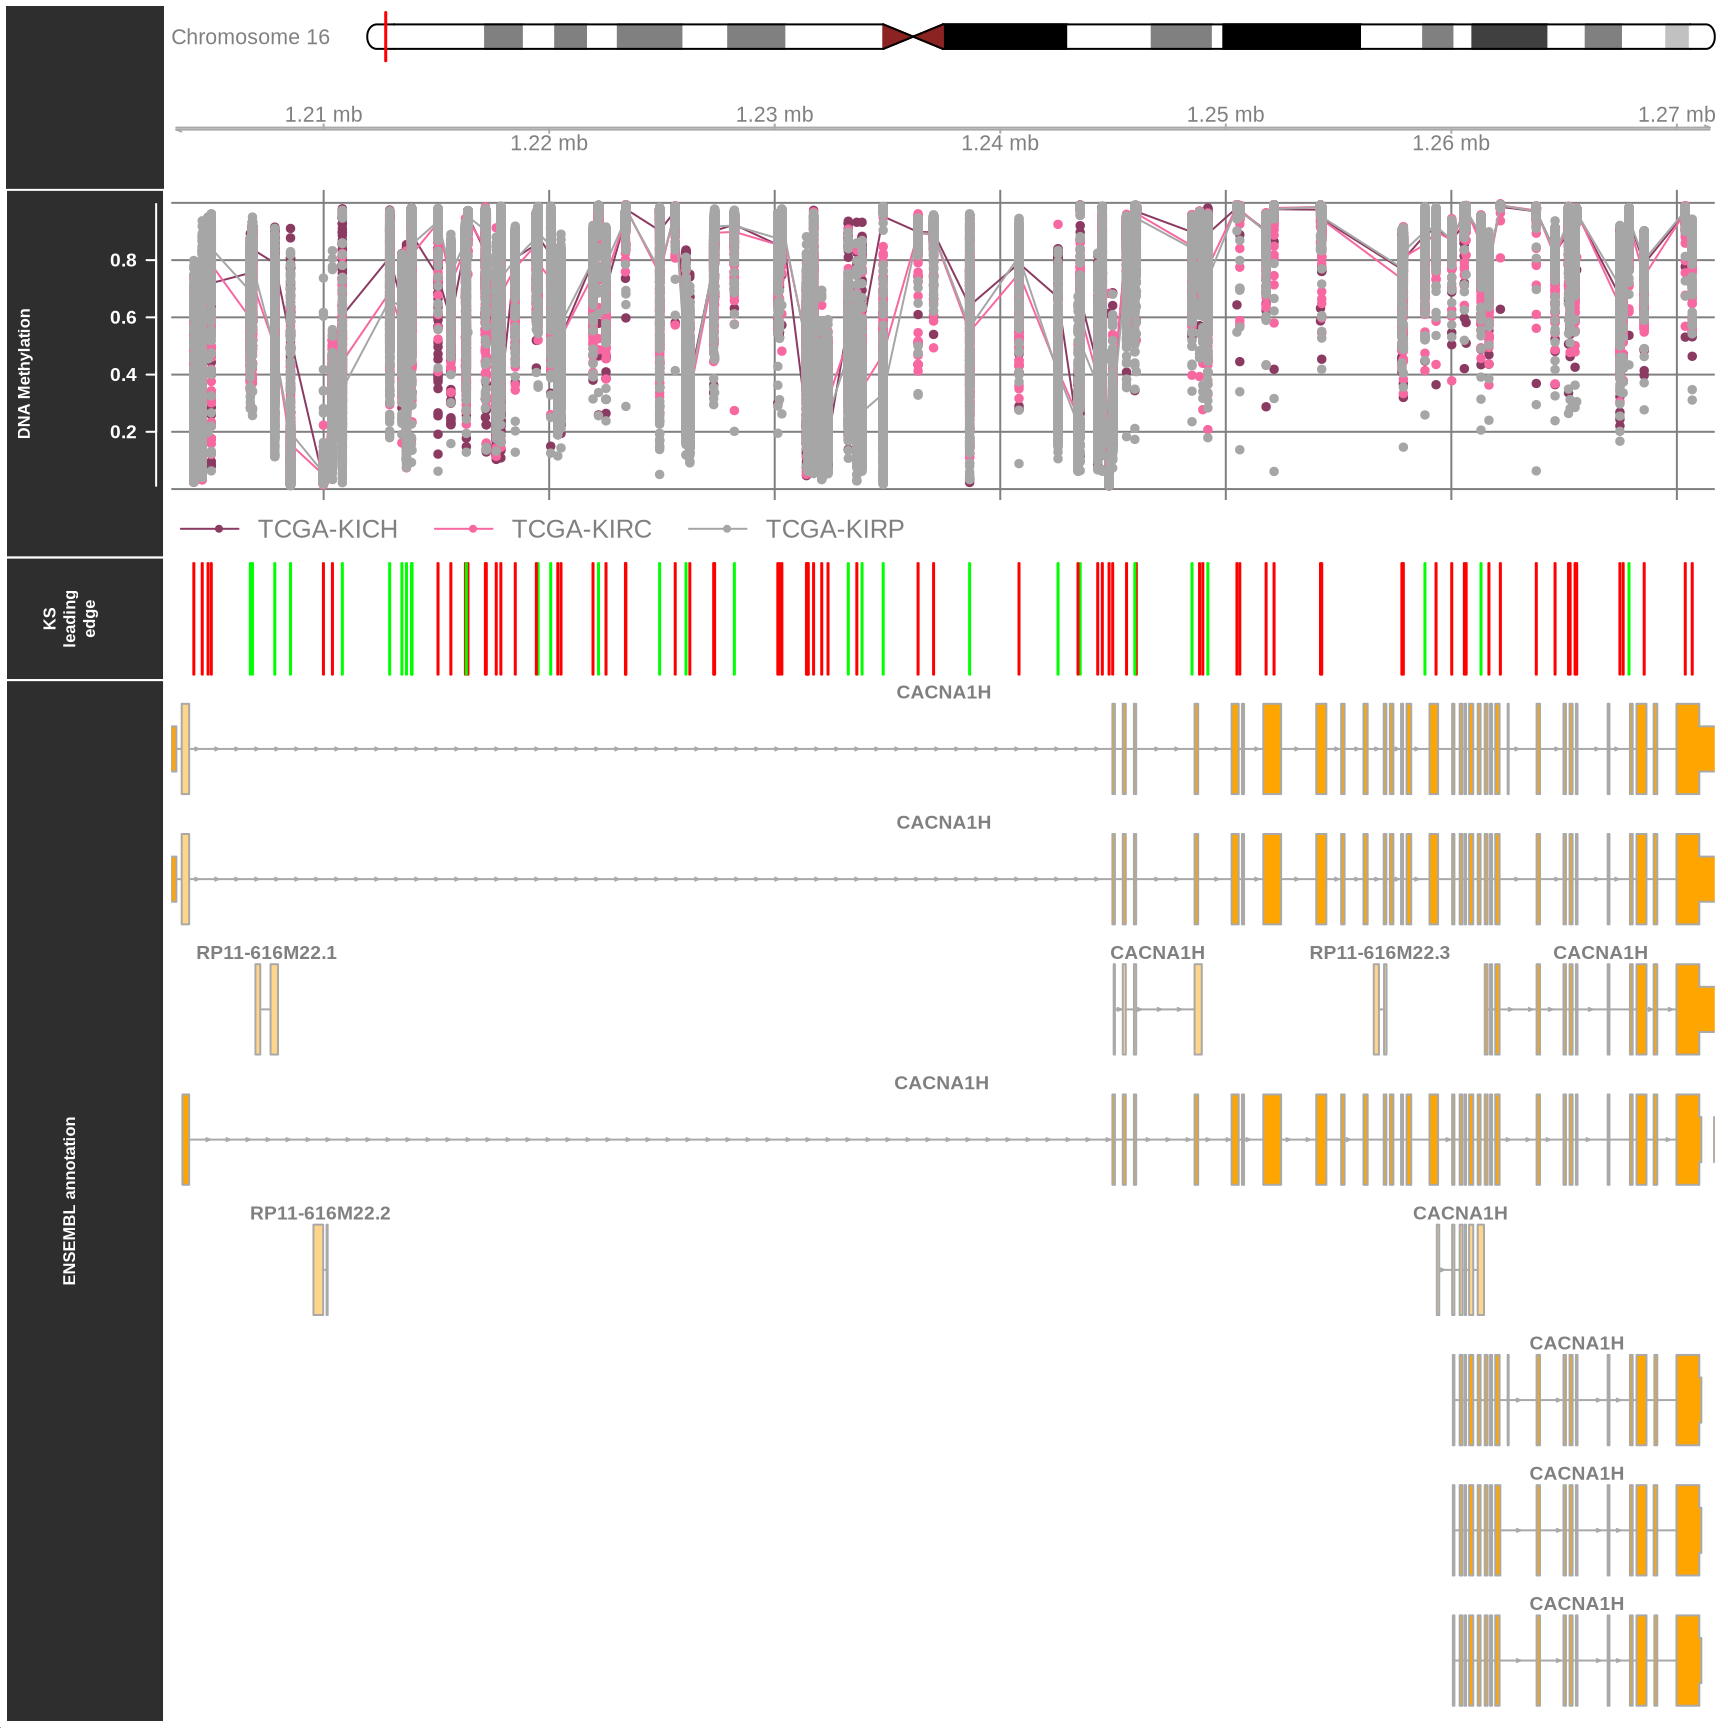 Chromosome 16
1.21 mb
1.23 mb
1.25 mb
1.27 mb
1.22 mb
1.24 mb
1.26 mb
DNA Methylation
0.8
0.6
0.4
0.2
TCGA-KICH
TCGA-KIRC
TCGA-KIRP
KS
leading
edge
ENSEMBL annotation
CACNA1H
CACNA1H
RP11-616M22.1
CACNA1H
RP11-616M22.3
CACNA1H
CACNA1H
RP11-616M22.2
CACNA1H
CACNA1H
CACNA1H
CACNA1H